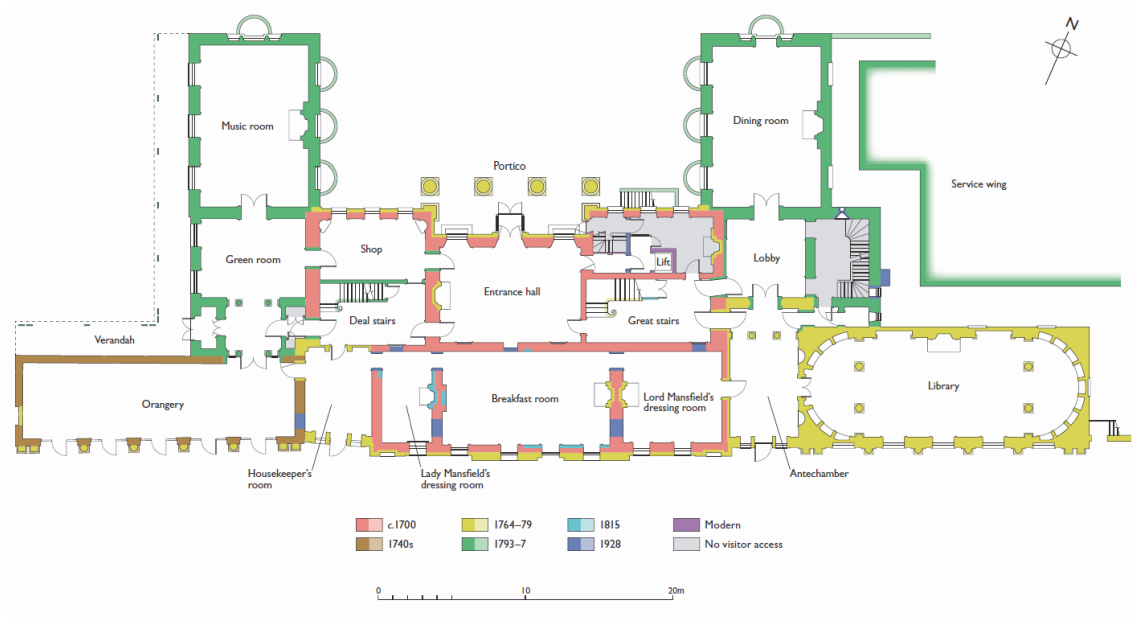 N
Music room
Dining room
Portico
Service wing
Shop
Green room
Lift
Lobby
Entrance hall
Deal stairs
Great stairs
Verandah
Orangery
Breakfast room
Lord Mansfield's
dressing room
Library
Housekeeper's
room
Lady Mansfield's
dressing room
Antechamber
c.1700
1764–79
1815
Modern
1740s
1793–7
1928
No visitor access
0
10
20m